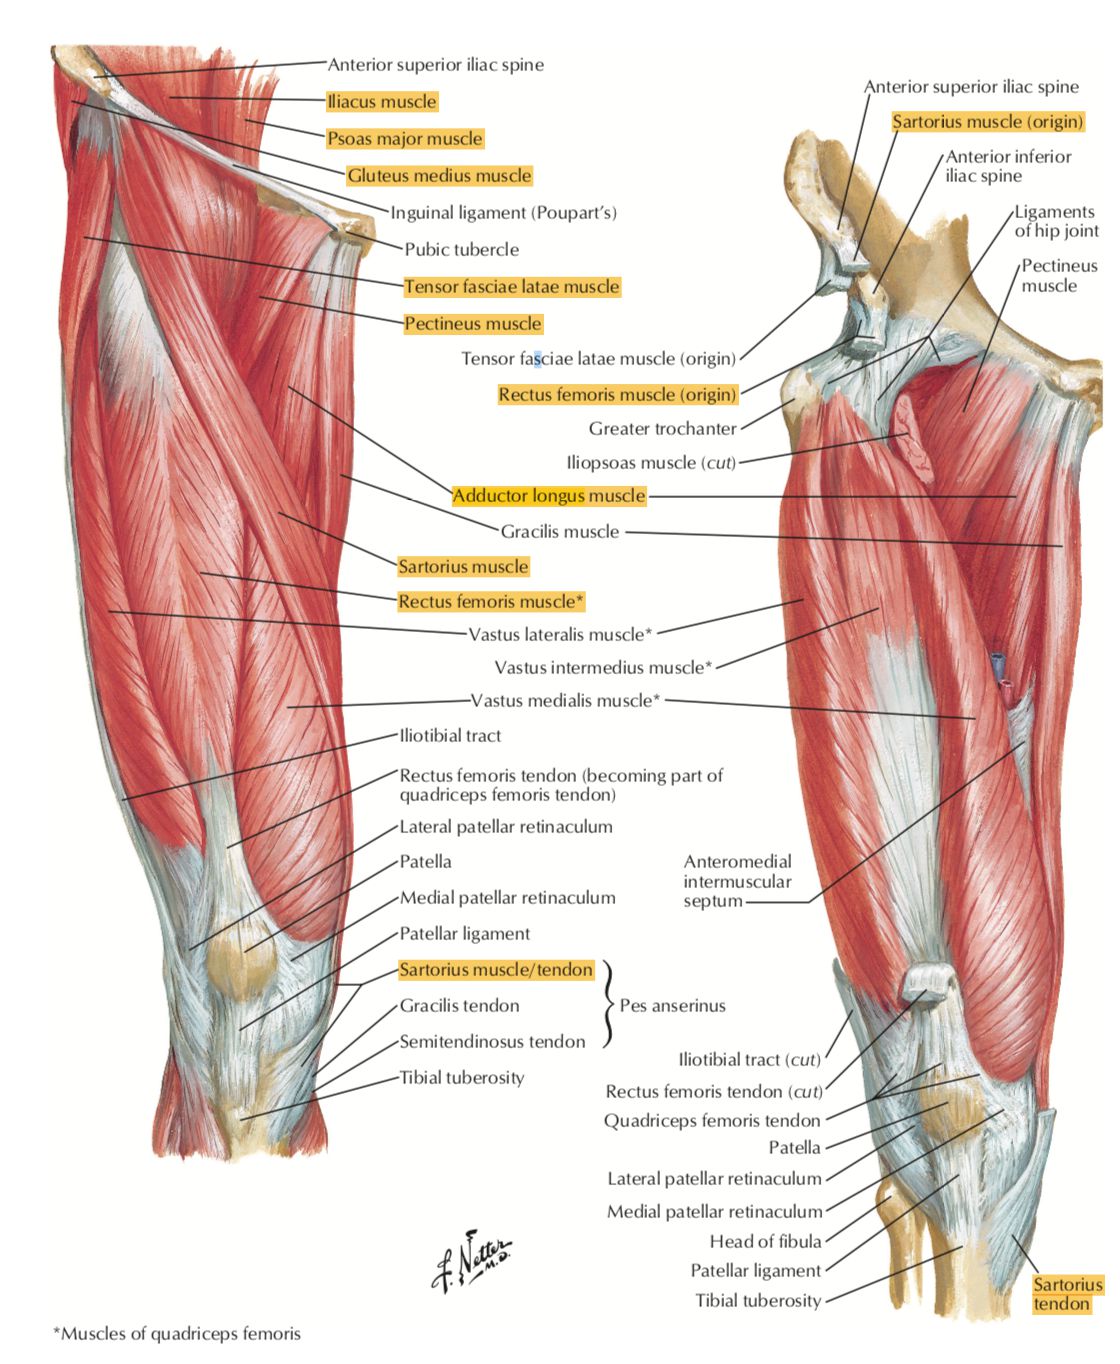 Anterior superior iliac spine
Iliacus muscle
Psoas major muscle
Gluteus medius muscle
Inguinal ligament (Poupart’s)
Pubic tubercle
Tensor fasciae latae muscle
Pectineus muscle
Anterior superior iliac spine
Sartorius muscle (origin)
Anterior inferior
iliac spine
Ligaments
of hip joint
Pectineus
muscle
Tensor fasciae latae muscle (origin)
Rectus femoris muscle (origin)
Greater trochanter
Iliopsoas muscle (cut)
Adductor longus muscle
Gracilis muscle
Sartorius muscle
Rectus femoris muscle*
Vastus lateralis muscle*
Vastus intermedius muscle*
Vastus medialis muscle*
Iliotibial tract
Rectus femoris tendon (becoming part of
quadriceps femoris tendon)
Lateral patellar retinaculum
Patella
Medial patellar retinaculum
Patellar ligament
Sartorius muscle/tendon
Gracilis tendon
Semitendinosus tendon
Pes anserinus
Tibial tuberosity
Anteromedial
intermuscular
septum
Iliotibial tract (cut)
Rectus femoris tendon (cut)
Quadriceps femoris tendon
Patella
Lateral patellar retinaculum
Medial patellar retinaculum
Head of fibula
Patellar ligament
Tibial tuberosity
Sartorius
tendon
F. Netter
M.D.
*Muscles of quadriceps femoris